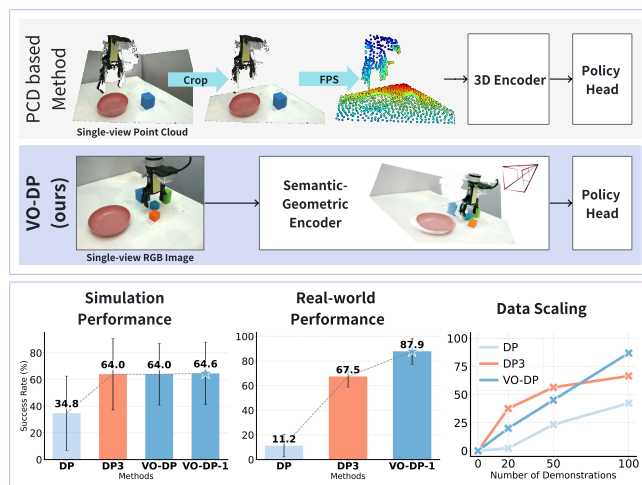 PCD based
Method
Crop
FPS
3D Encoder
Policy
Head
Single-view Point Cloud
VO-DP
(ours)
Semantic-
Geometric
Encoder
Policy
Head
Single-view RGB Image
Simulation
Performance
Success Rate (%)
80
60
40
20
0
34.8
64.0
64.0
64.6
DP
DP3
VO-DP
VO-DP-1
Methods
Real-world
Performance
100
80
60
40
20
0
11.2
67.5
87.9
DP
DP3
VO-DP-1
Methods
Data Scaling
100
75
50
25
0
DP
DP3
VO-DP
0
20
50
100
Number of Demonstrations